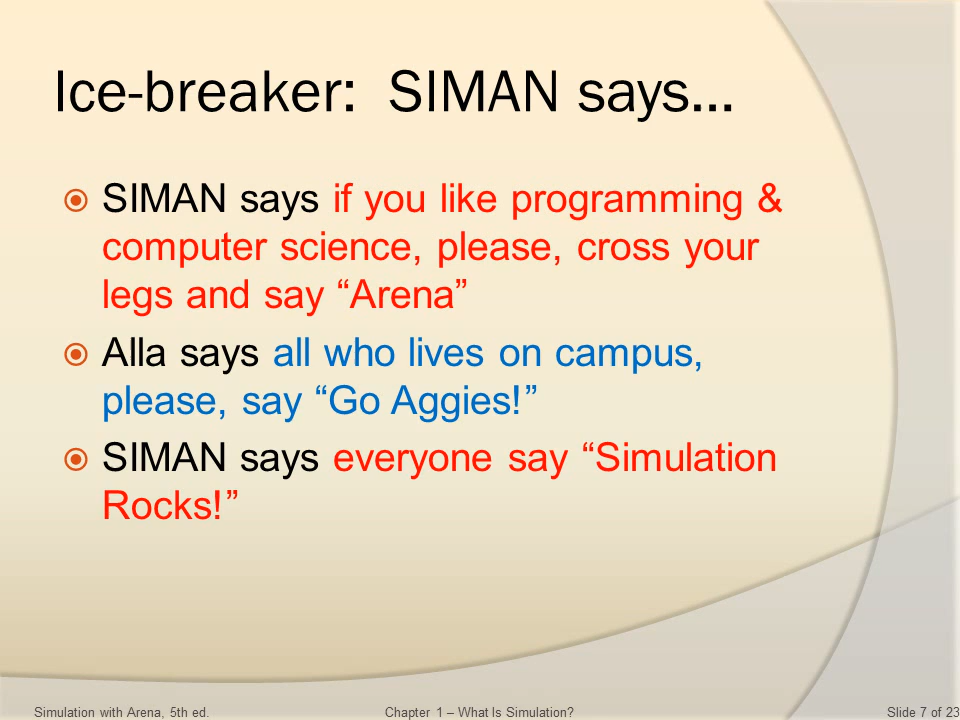 Ice-breaker:  SIMAN says…
SIMAN says if you like programming &
computer science, please, cross your
legs and say “Arena”
Alla says all who lives on campus,
please, say “Go Aggies!”
SIMAN says everyone say “Simulation
Rocks!”
Simulation with Arena, 5th ed.
Chapter 1 – What Is Simulation?
Slide 7 of 23